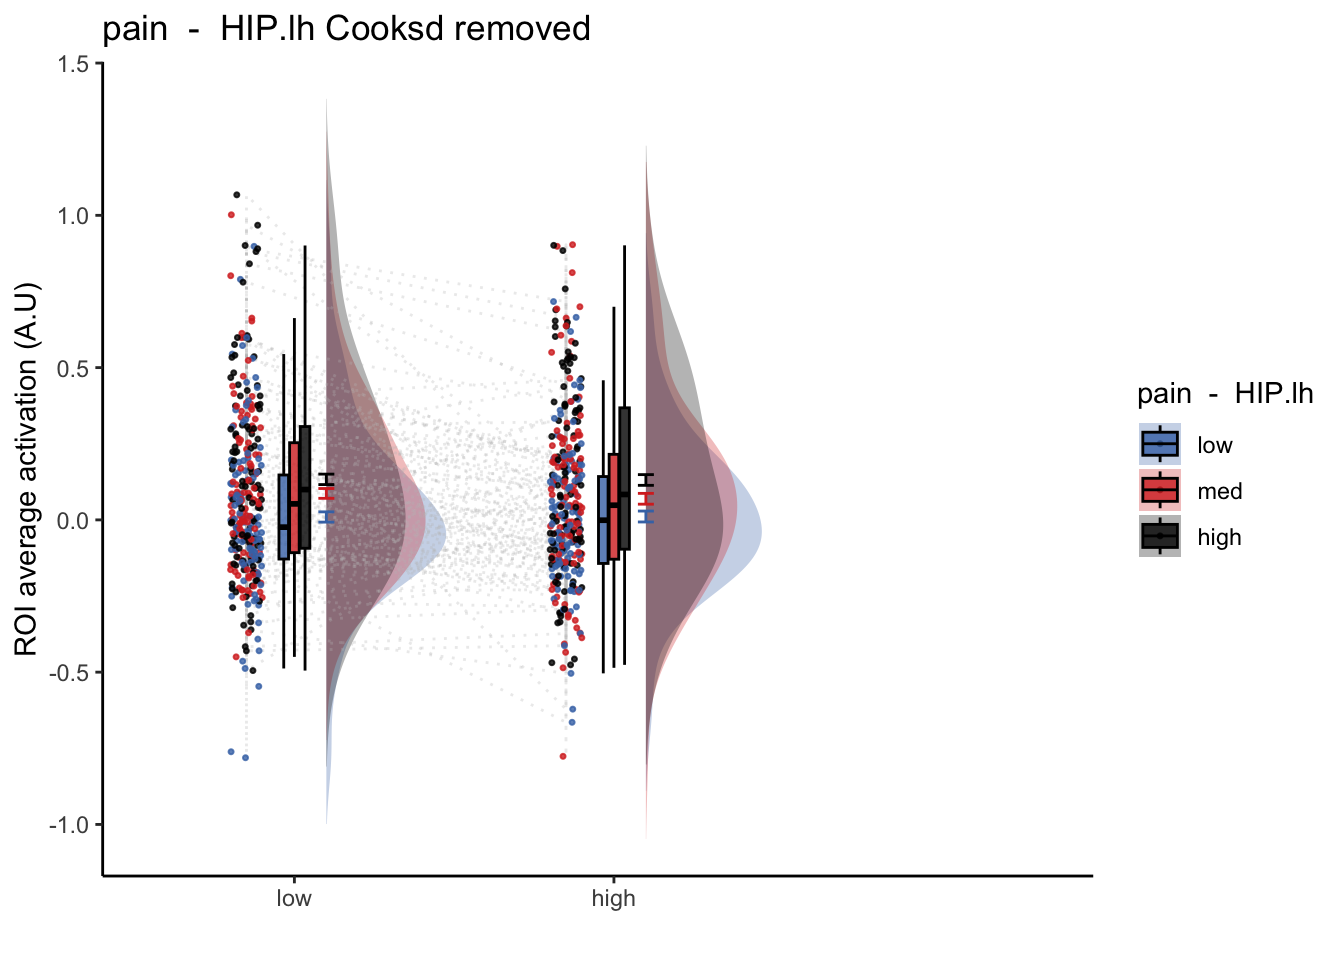 pain - HIP.lh Cooksd removed
ROI average activation (A.U)
1.5
1.0
0.5
0.0
-0.5
-1.0
low
high
pain - HIP.lh
low
med
high